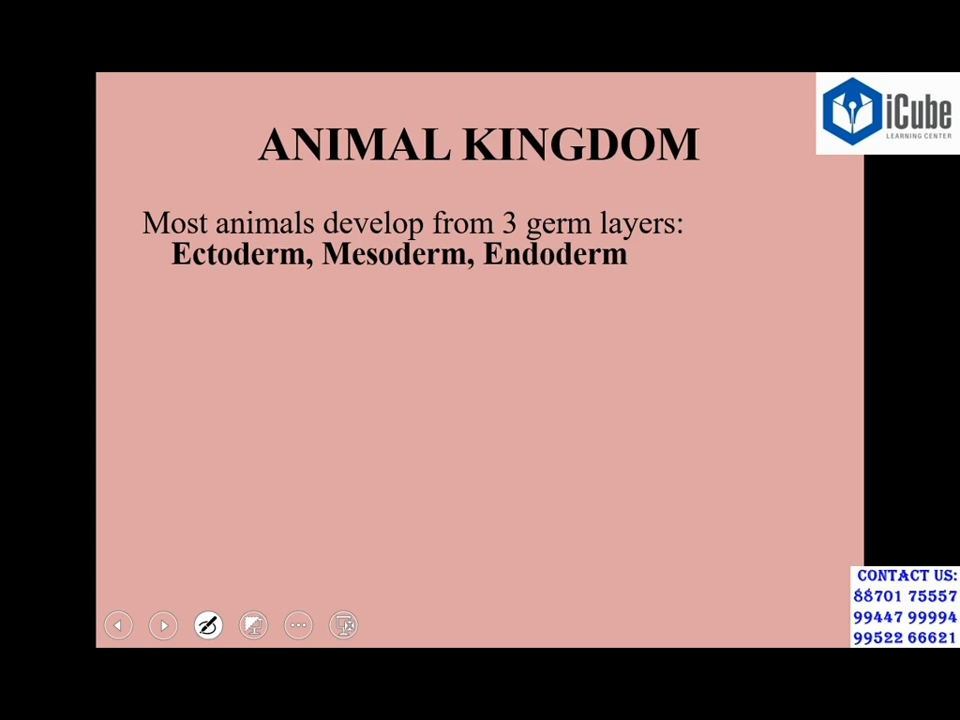 iCube
LEARNING CENTER
ANIMAL KINGDOM
Most animals develop from 3 germ layers:
Ectoderm, Mesoderm, Endoderm
CONTACT US:
88701 75557
99447 99994
99522 66621